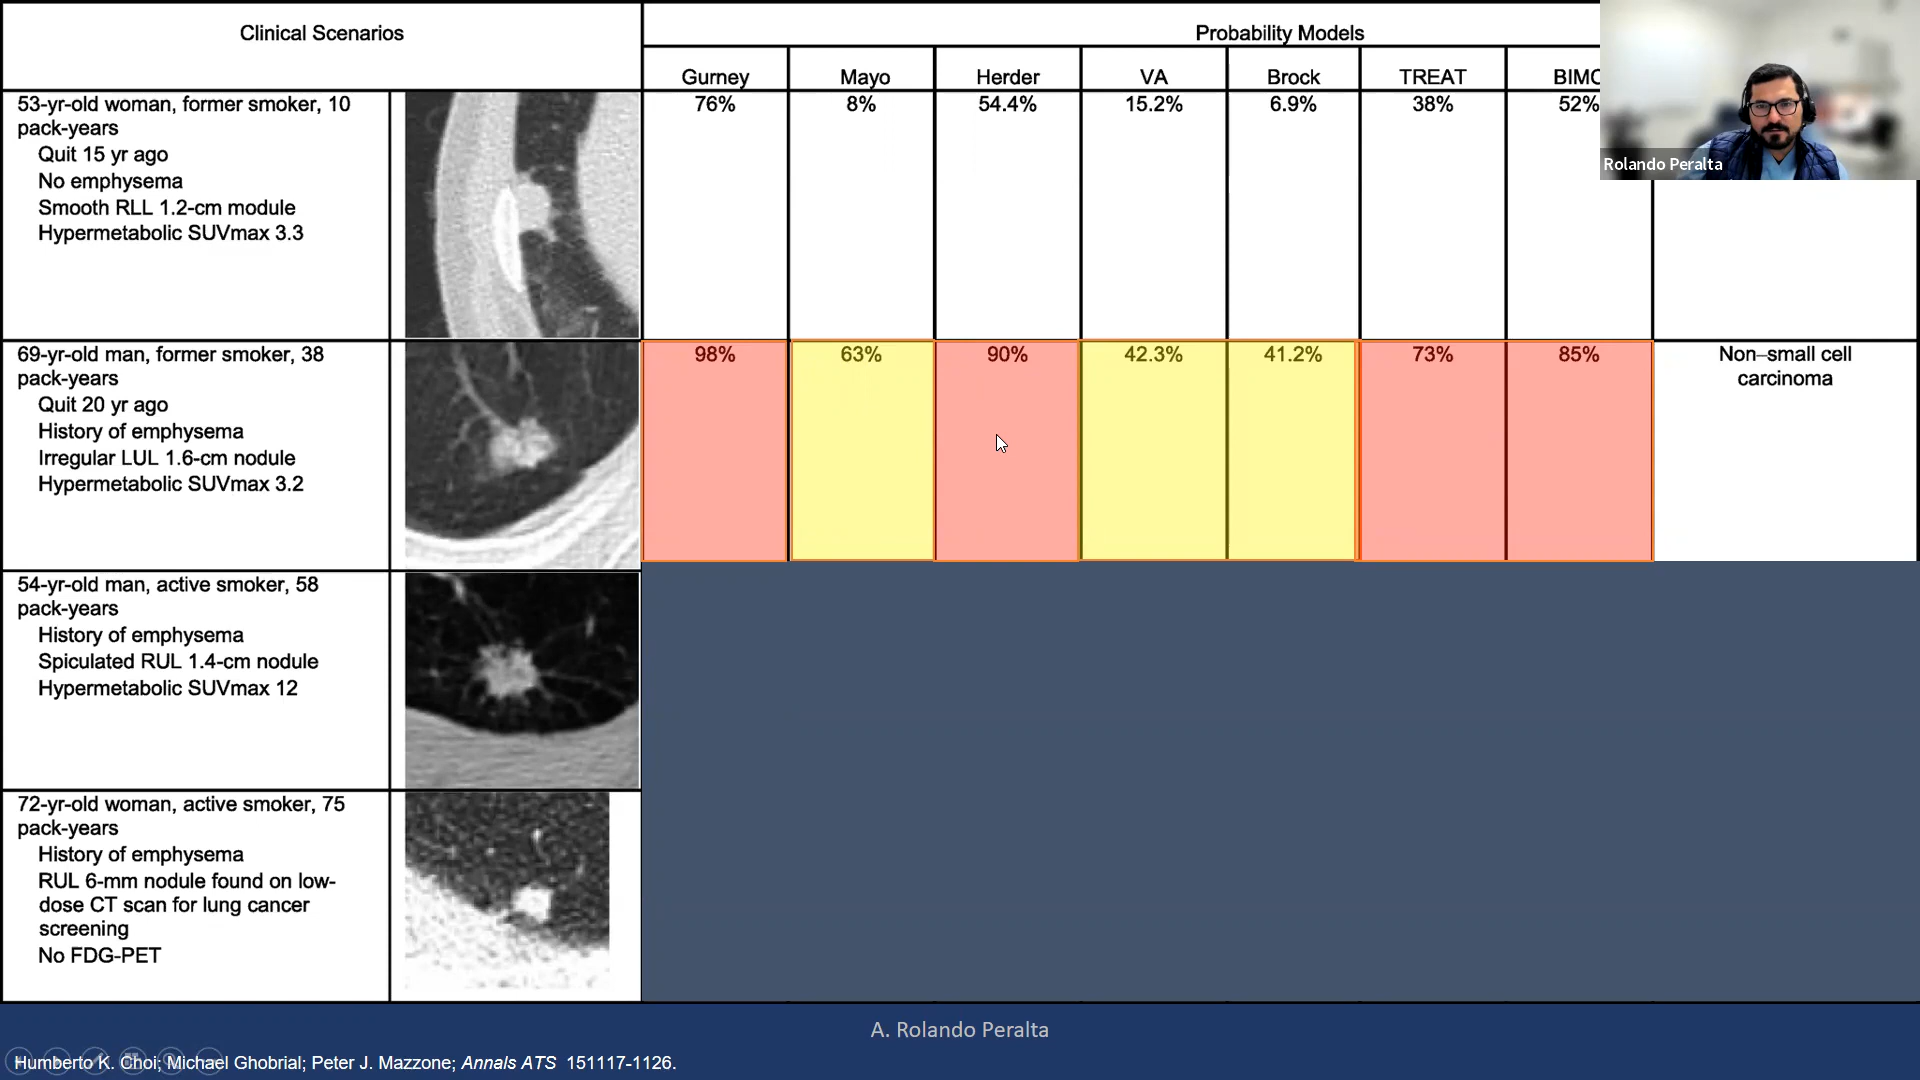 Clinical Scenarios
Probability Models
Gurney Mayo Herder VA Brock TREAT BIMC
Rolando Peralta
53-yr-old woman, former smoker, 10
pack-years
Quit 15 yr ago
No emphysema
Smooth RLL 1.2-cm module
Hypermetabolic SUVmax 3.3
76% 8% 54.4% 15.2% 6.9% 38% 52%
69-yr-old man, former smoker, 38
pack-years
Quit 20 yr ago
History of emphysema
Irregular LUL 1.6-cm nodule
Hypermetabolic SUVmax 3.2
98% 63% 90% 42.3% 41.2% 73% 85%
Non–small cell
carcinoma
54-yr-old man, active smoker, 58
pack-years
History of emphysema
Spiculated RUL 1.4-cm nodule
Hypermetabolic SUVmax 12
72-yr-old woman, active smoker, 75
pack-years
History of emphysema
RUL 6-mm nodule found on low-
dose CT scan for lung cancer
screening
No FDG-PET
A. Rolando Peralta
Humberto K. Choi; Michael Ghobrial; Peter J. Mazzone; Annals ATS 151117-1126.